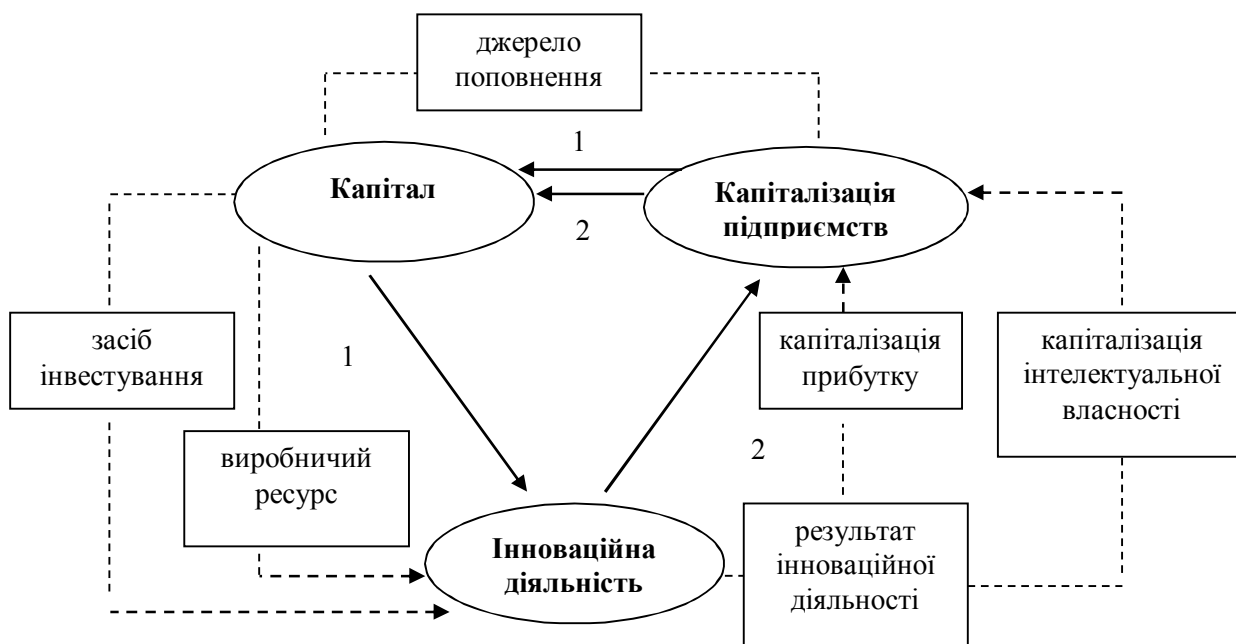 джерело
поповнення
1
Капітал
Капіталізація
підприємств
2
засіб
інвестування
1
капіталізація
прибутку
капіталізація
інтелектуальної
власності
виробничий
ресурс
2
Інноваційна
діяльність
результат
інноваційної
діяльності